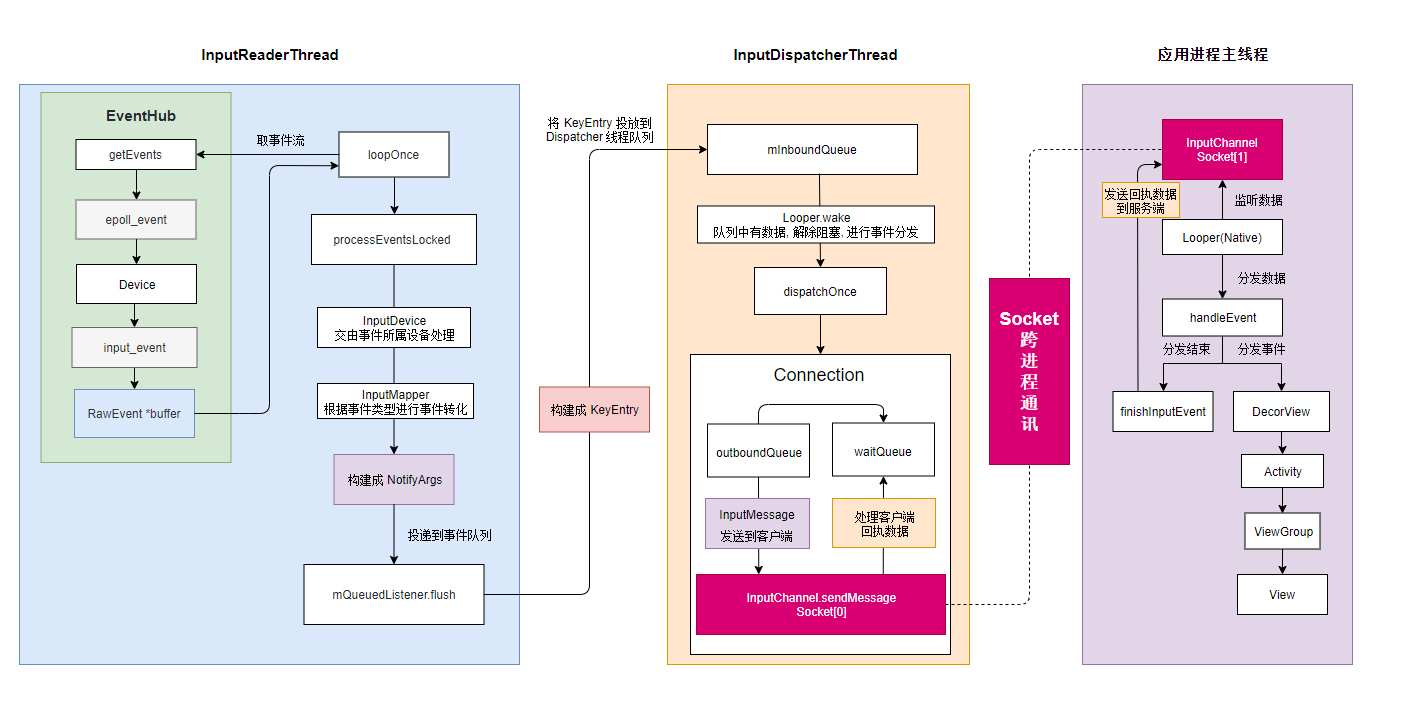 InputReaderThread
EventHub
getEvents
epoll_event
Device
input_event
RawEvent *buffer
取事件流
loopOnce
processEventsLocked
InputDevice
交由事件所属设备处理
InputMapper
根据事件类型进行事件转化
构建成 NotifyArgs
投递到事件队列
mQueuedListener.flush
将 KeyEntry 投放到
Dispatcher 线程队列
构建成 KeyEntry
InputDispatcherThread
mInboundQueue
Looper.wake
队列中有数据, 解除阻塞, 进行事件分发
dispatchOnce
Connection
outboundQueue
waitQueue
InputMessage
发送到客户端
处理客户端
回执数据
InputChannel.sendMessage
Socket[0]
Socket
跨
进
程
通
讯
应用进程主线程
InputChannel
Socket[1]
发送回执数据
到服务端
监听数据
Looper(Native)
分发数据
handleEvent
分发结束
分发事件
finishInputEvent
DecorView
Activity
ViewGroup
View